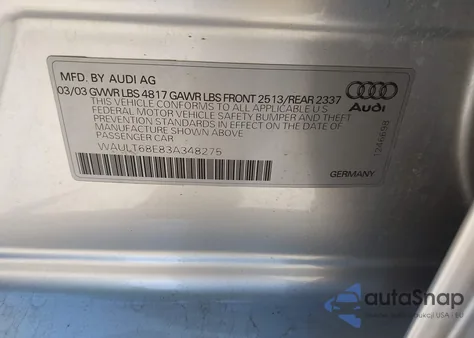 MFD. BY AUDI AG
03/03 GVWR LBS 4817 GAWR LBS FRONT 2513/REAR 2337
THIS VEHICLE CONFORMS TO ALL APPLICABLE U.S.
FEDERAL MOTOR VEHICLE SAFETY BUMPER AND THEFT
PREVENTION STANDARDS IN EFFECT ON THE DATE OF
MANUFACTURE SHOWN ABOVE
PASSENGER CAR
WAULT68E83A348275
Audi
GERMANY
autoSnap
USA | EU